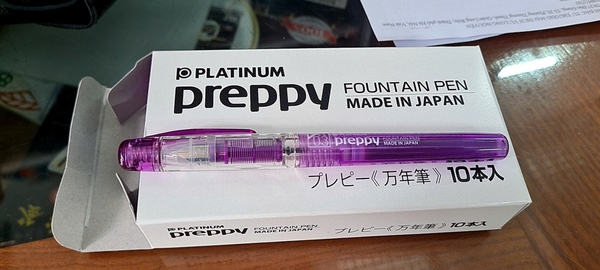 PLATINUM
preppy
FOUNTAIN PEN
MADE IN JAPAN
preppy FOUNTAIN PEN
MADE IN JAPAN
プレピー《万年筆》10本入
PLATINUM
preppy
FOUNTAIN PEN
MADE IN JAPAN
プレピー《万年筆》10本入